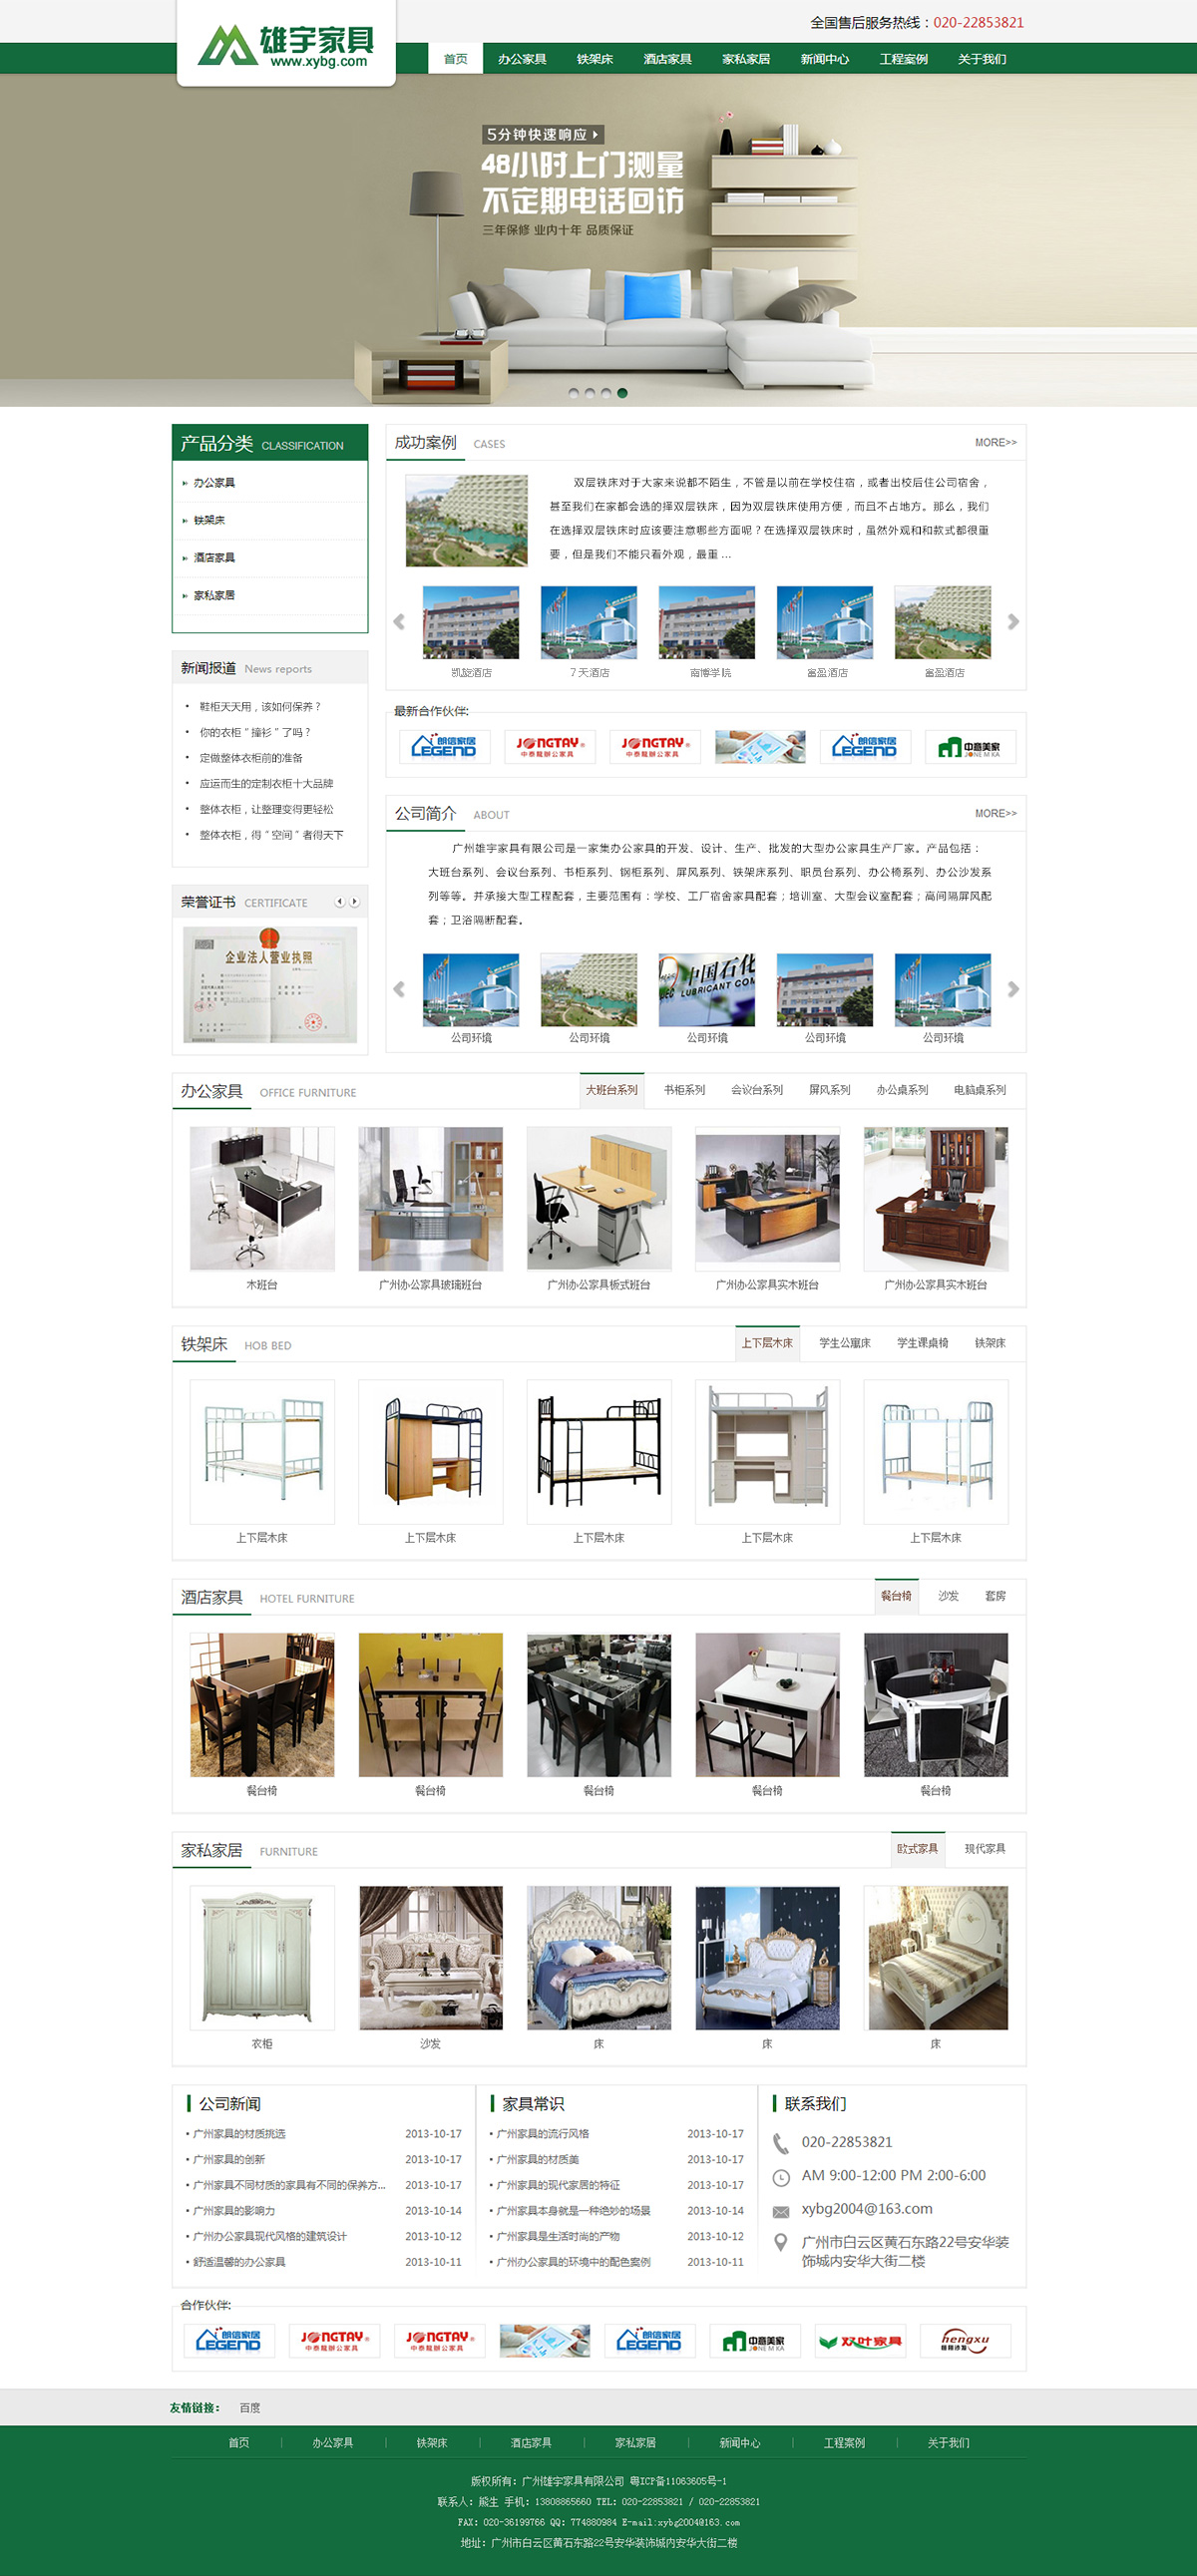 全国售后服务热线：020-22853821
雄宇家具
www.xybg.com
首页 办公家具 铁架床 酒店家具 家私家居 新闻中心 工程案例 关于我们
5分钟快速响应
48小时上门测量
不定期电话回访
三年保修 业内十年 品质保证
产品分类 CLASSIFICATION
办公家具
铁架床
酒店家具
家私家居
成功案例 CASES MORE>>
双层铁床对于大家来说都不陌生，不管是以前在学校住宿，或者出校后住公司宿舍，
甚至我们在家都会选的择双层铁床，因为双层铁床使用方便，而且不占地方。那么，我们
在选择双层铁床时应该要注意哪些方面呢？在选择双层铁床时，虽然外观和和款式都很重
要，但是我们不能只看外观，最重 ...
凯旋酒店 7天酒店 南博学院 富盈酒店 富盈酒店
新闻报道 News reports
• 鞋柜天天用，该如何保养？
• 你的衣柜“撞衫”了吗？
• 定做整体衣柜前的准备
• 应运而生的定制衣柜十大品牌
• 整体衣柜，让整理变得更轻松
• 整体衣柜，得“空间”者得天下
最新合作伙伴:
朗信家居 LEGEND JONGTAY 中泰龍辦公家具 JONGTAY 中泰龍辦公家具 朗信家居 LEGEND 中意美家 JONE M KA
公司简介 ABOUT MORE>>
广州雄宇家具有限公司是一家集办公家具的开发、设计、生产、批发的大型办公家具生产厂家。产品包括：
大班台系列、会议台系列、书柜系列、钢柜系列、屏风系列、铁架床系列、职员台系列、办公椅系列、办公沙发系
列等等。并承接大型工程配套，主要范围有：学校、工厂宿舍家具配套；培训室、大型会议室配套；高间隔屏风配
套；卫浴隔断配套。
荣誉证书 CERTIFICATE
企业法人营业执照
中国石化
LUBRICANT COM
公司环境 公司环境 公司环境 公司环境 公司环境
办公家具 OFFICE FURNITURE 大班台系列 书柜系列 会议台系列 屏风系列 办公桌系列 电脑桌系列
木班台 广州办公家具玻璃班台 广州办公家具板式班台 广州办公家具实木班台 广州办公家具实木班台
铁架床 HOB BED 上下层木床 学生公寓床 学生课桌椅 铁架床
上下层木床 上下层木床 上下层木床 上下层木床 上下层木床
酒店家具 HOTEL FURNITURE 餐台椅 沙发 套房
餐台椅 餐台椅 餐台椅 餐台椅 餐台椅
家私家居 FURNITURE 欧式家具 现代家具
衣柜 沙发 床 床 床
公司新闻
• 广州家具的材质挑选 2013-10-17
• 广州家具的创新 2013-10-17
• 广州家具不同材质的家具有不同的保养方... 2013-10-17
• 广州家具的影响力 2013-10-14
• 广州办公家具现代风格的建筑设计 2013-10-12
• 舒适温馨的办公家具 2013-10-11
家具常识
• 广州家具的流行风格 2013-10-17
• 广州家具的材质美 2013-10-17
• 广州家具的现代家居的特征 2013-10-17
• 广州家具本身就是一种绝妙的场景 2013-10-14
• 广州家具是生活时尚的产物 2013-10-12
• 广州办公家具的环境中的配色案例 2013-10-11
联系我们
020-22853821
AM 9:00-12:00 PM 2:00-6:00
xybg2004@163.com
广州市白云区黄石东路22号安华装
饰城内安华大街二楼
合作伙伴:
朗信家居 LEGEND JONGTAY 中泰龍辦公家具 JONGTAY 中泰龍辦公家具 朗信家居 LEGEND 中意美家 JONE M KA 双叶家具 hengxu
友情链接： 百度
首页 | 办公家具 | 铁架床 | 酒店家具 | 家私家居 | 新闻中心 | 工程案例 | 关于我们
版权所有：广州雄宇家具有限公司 粤ICP备11063605号-1
联系人：熊生 手机：13808865660 TEL：020-22853821 / 020-22853821
FAX：020-36199766 QQ：774880984 E-mail:xybg2004@163.com
地址：广州市白云区黄石东路22号安华装饰城内安华大街二楼